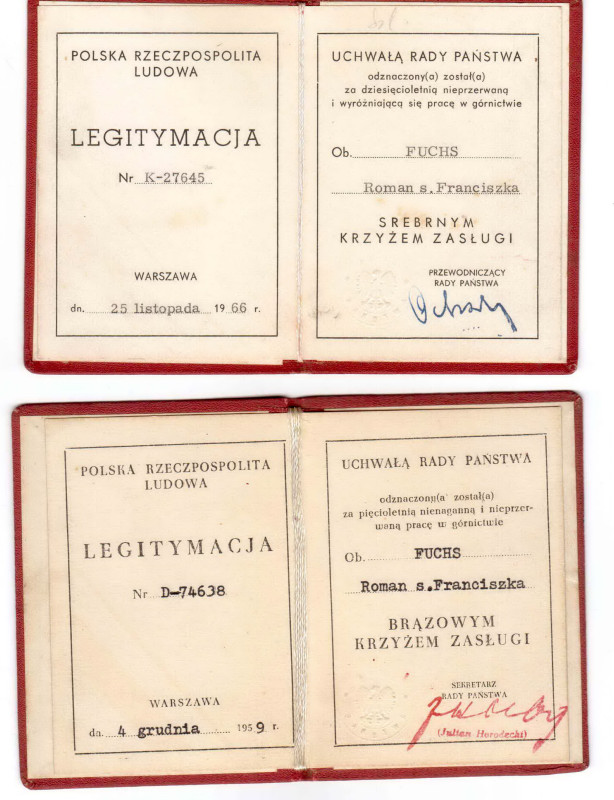 POLSKA RZECZPOSPOLITA
LUDOWA
LEGITYMACJA
Nr K-27645
WARSZAWA
dn. 25 listopada 1966 r.
UCHWAŁĄ RADY PAŃSTWA
odznaczony(a) został(a)
za dziesięcioletnią nieprzerwaną
i wyróżniającą się pracę w górnictwie
Ob. FUCHS
Roman s.Franciszka
SREBRNYM
KRZYŻEM ZASŁUGI
PRZEWODNICZĄCY
RADY PAŃSTWA
POLSKA RZECZPOSPOLITA
LUDOWA
LEGITYMACJA
Nr D-74638
WARSZAWA
dn. 4 grudnia 1959 r.
UCHWAŁĄ RADY PAŃSTWA
odznaczony(a został(a)
za pięcioletnią nienaganną i nieprzer-
waną pracę w górnictwie
Ob. FUCHS
Roman s.Franciszka
BRĄZOWYM
KRZYŻEM ZASŁUGI
SEKRETARZ
RADY PAŃSTWA
(Julian Horodecki)